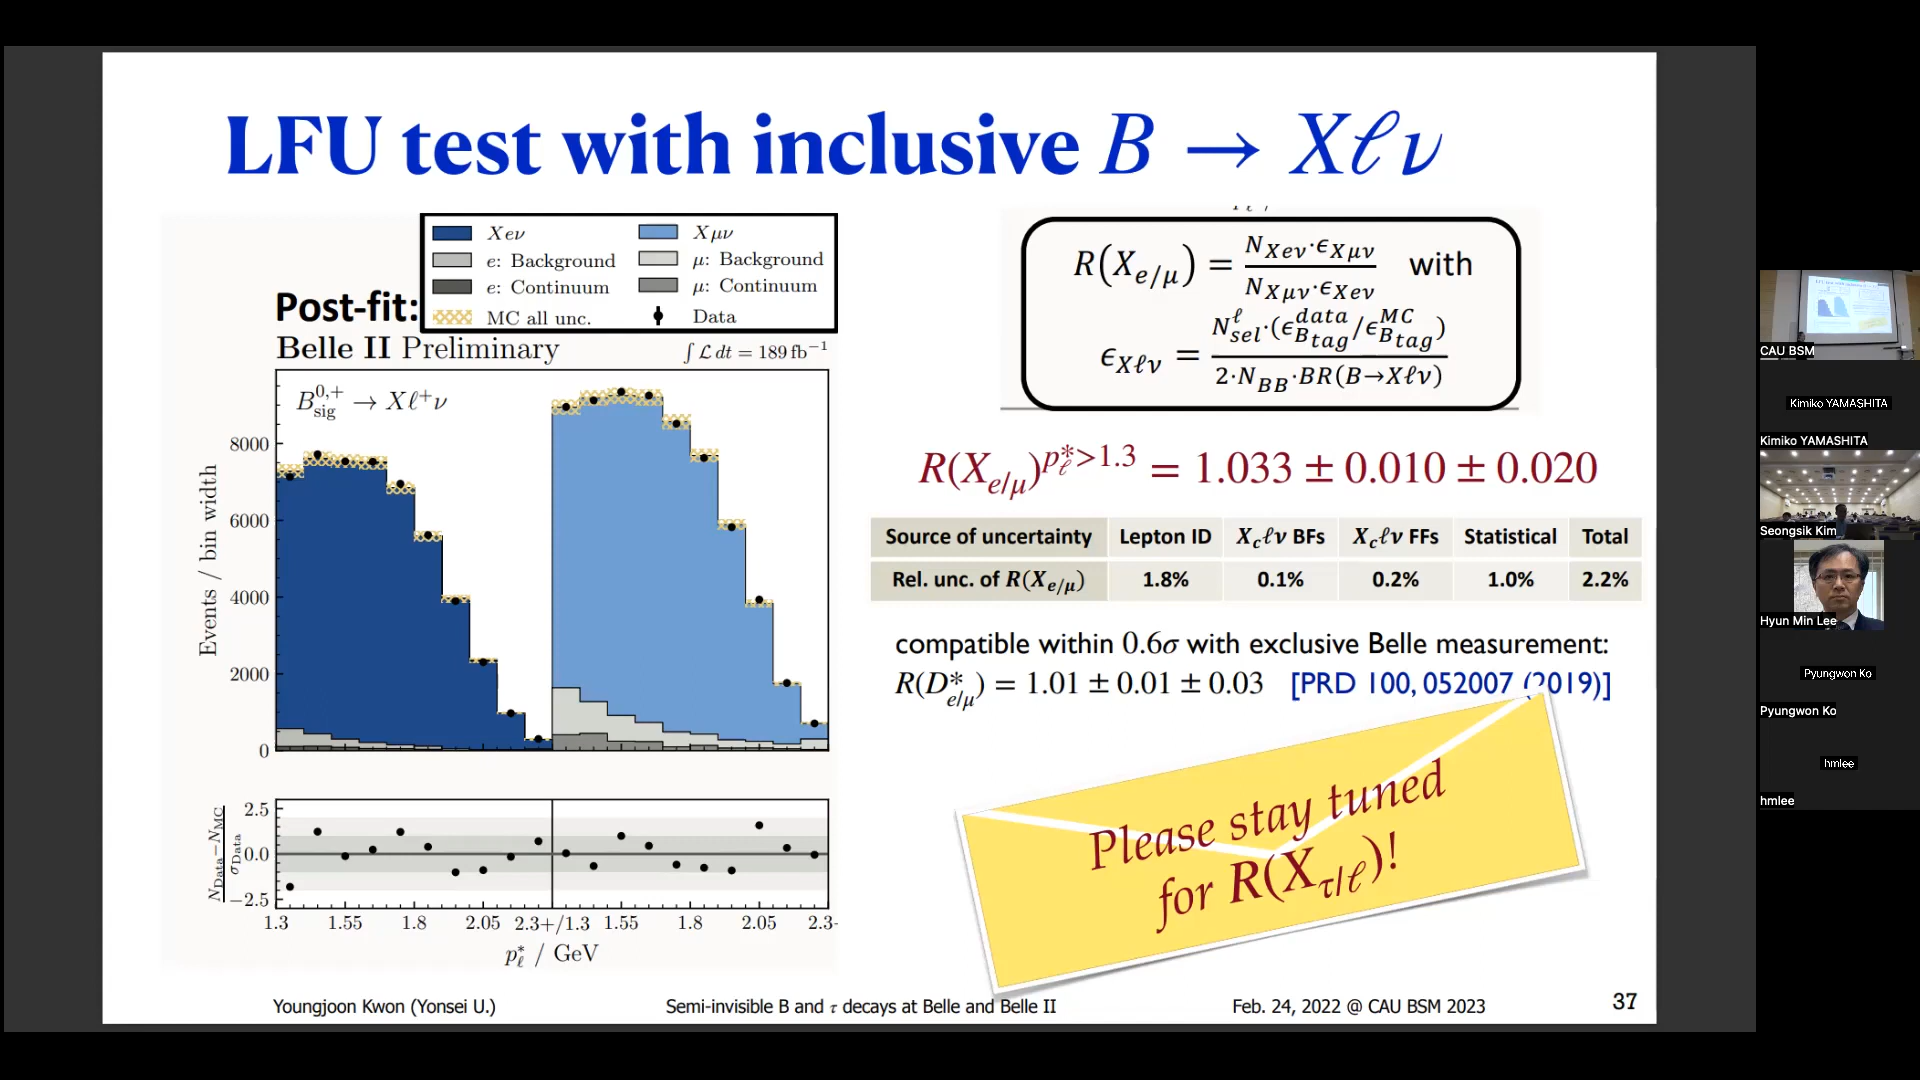 LFU test with inclusive B → Xℓν
Xeν
Xμν
e: Background
μ: Background
e: Continuum
μ: Continuum
MC all unc.
Data
Post-fit:
Belle II Preliminary
∫ℒ dt = 189 fb⁻¹
B⁰,⁺_sig → Xℓ⁺ν
Events / bin width
8000
6000
4000
2000
0
(N_Data−N_MC)/σ_Data
2.5
0.0
−2.5
1.3 1.55 1.8 2.05 2.3+/1.3 1.55 1.8 2.05 2.3
p*_ℓ / GeV
R(X_e/μ) = (N_Xeν·ϵ_Xμν)/(N_Xμν·ϵ_Xeν) with
ϵ_Xℓν = (N^ℓ_sel·(ϵ^data_Btag/ϵ^MC_Btag))/(2·N_BB·BR(B→Xℓν))
R(X_e/μ)^{p*_ℓ>1.3} = 1.033 ± 0.010 ± 0.020
Source of uncertainty Lepton ID X_cℓν BFs X_cℓν FFs Statistical Total
Rel. unc. of R(X_e/μ) 1.8% 0.1% 0.2% 1.0% 2.2%
compatible within 0.6σ with exclusive Belle measurement:
R(D*_e/μ) = 1.01 ± 0.01 ± 0.03 [PRD 100, 052007 (2019)]
Please stay tuned
for R(X_τ/ℓ)!
Youngjoon Kwon (Yonsei U.)
Semi-invisible B and τ decays at Belle and Belle II
Feb. 24, 2022 @ CAU BSM 2023
37
CAU BSM
Kimiko YAMASHITA
Kimiko YAMASHITA
Seongsik Kim
Hyun Min Lee
Pyungwon Ko
Pyungwon Ko
hmlee
hmlee